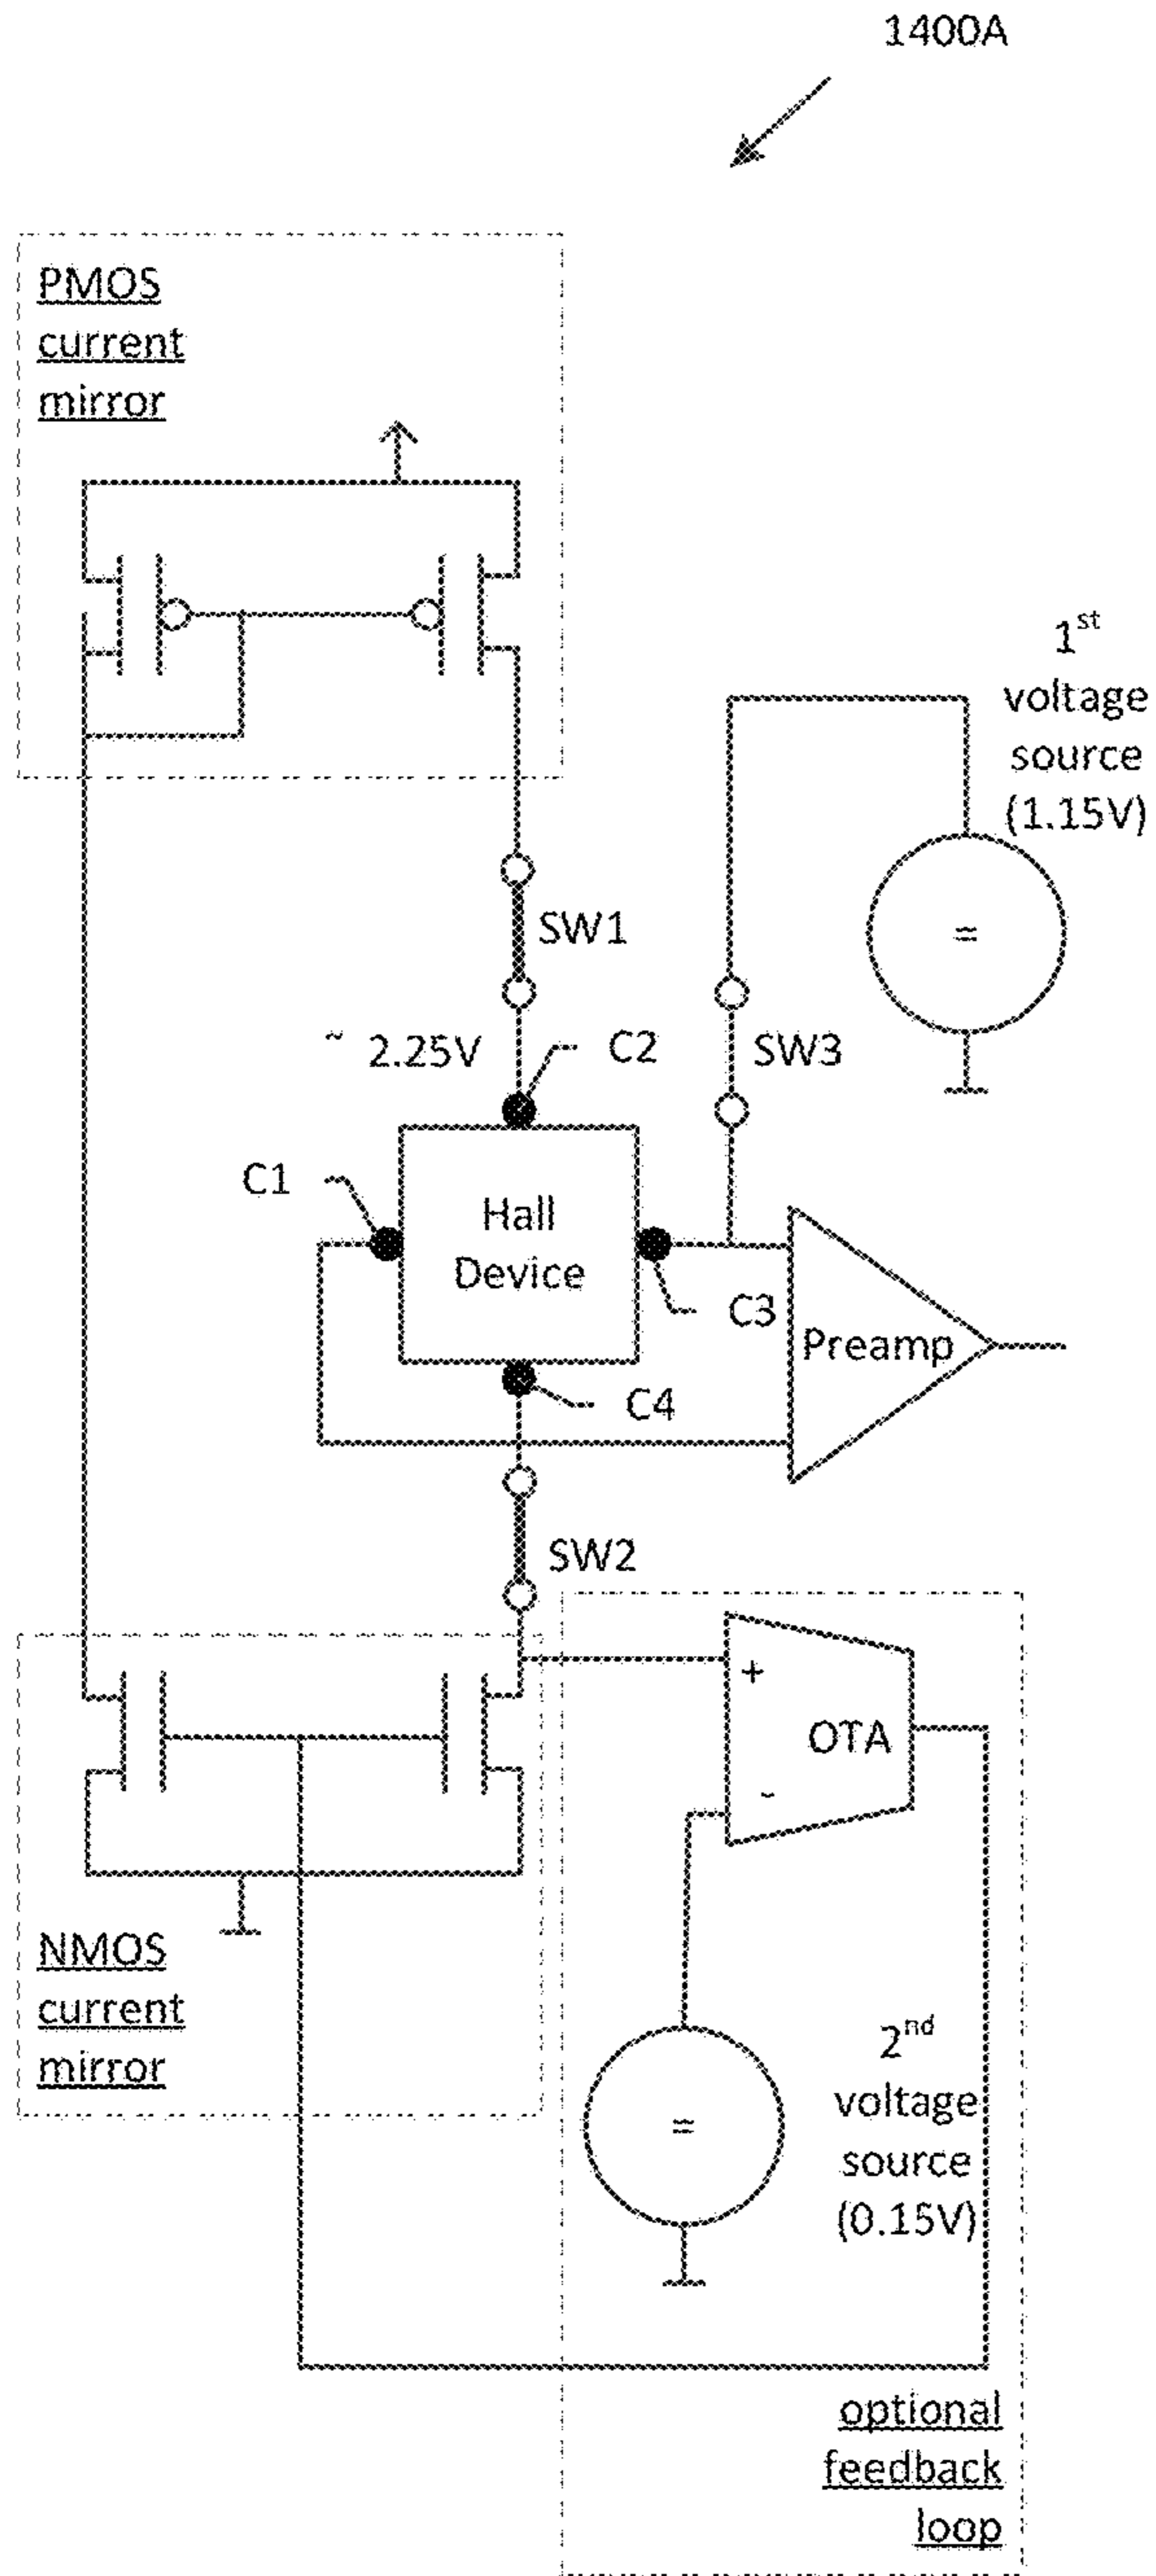 1400A
PMOS
current
mirror
1st
voltage
source
(1.15V)
=
SW1
~ 2.25V
C2
SW3
C1
Hall
Device
C3
Preamp
C4
SW2
+
OTA
-
NMOS
current
mirror
2nd
voltage
source
(0.15V)
=
optional
feedback
loop